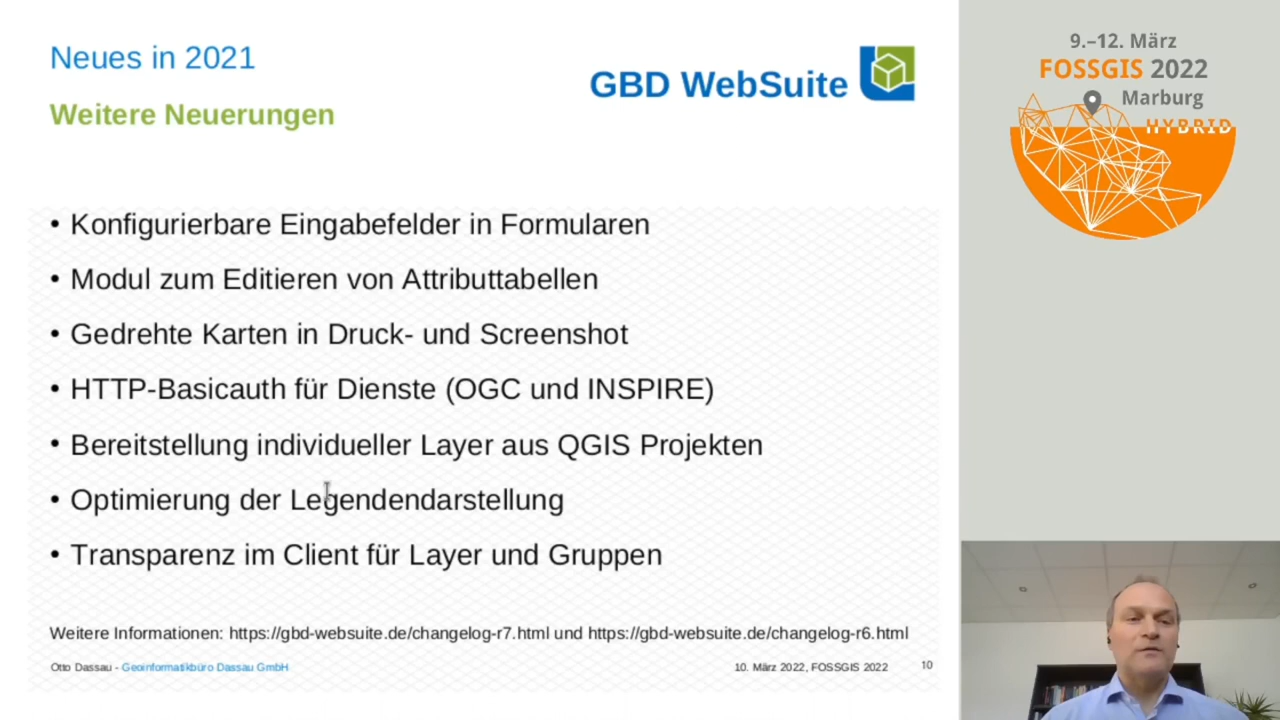 Neues in 2021
Weitere Neuerungen
GBD WebSuite
• Konfigurierbare Eingabefelder in Formularen
• Modul zum Editieren von Attributtabellen
• Gedrehte Karten in Druck- und Screenshot
• HTTP-Basicauth für Dienste (OGC und INSPIRE)
• Bereitstellung individueller Layer aus QGIS Projekten
• Optimierung der Legendendarstellung
• Transparenz im Client für Layer und Gruppen
Weitere Informationen: https://gbd-websuite.de/changelog-r7.html und https://gbd-websuite.de/changelog-r6.html
Otto Dassau - Geoinformatikbüro Dassau GmbH
10. März 2022, FOSSGIS 2022
10
9.–12. März
FOSSGIS 2022
Marburg
HYBRID